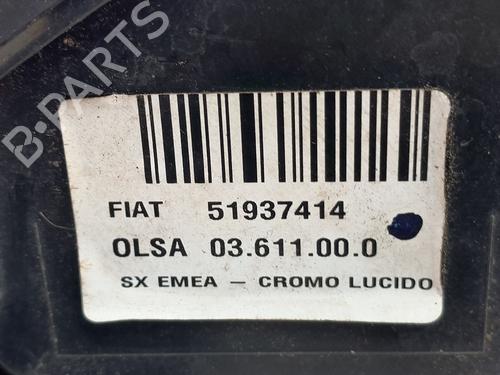 B-PARTS
FIAT 51937414
OLSA 03.611.00.0
SX EMEA – CROMO LUCIDO